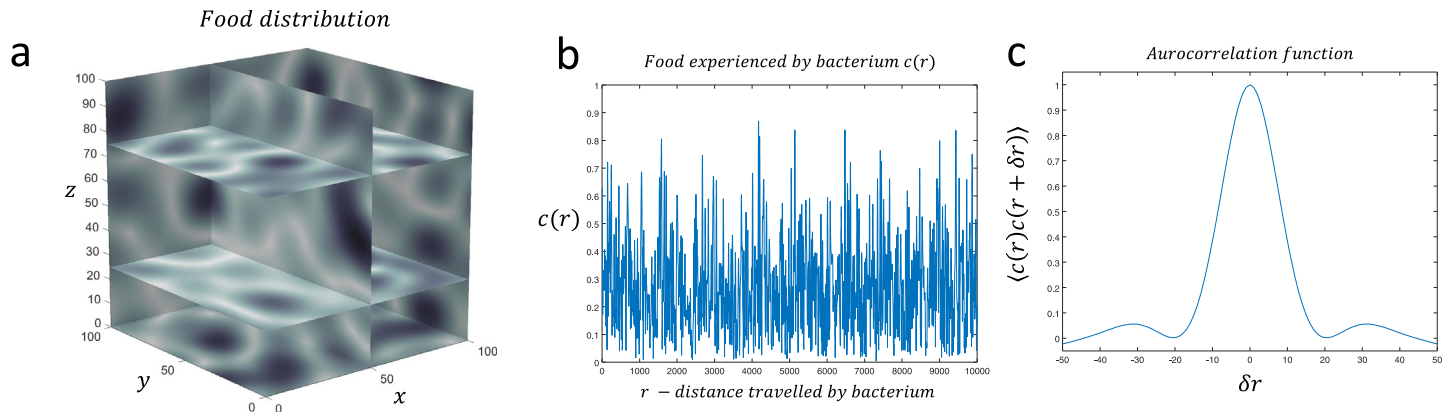 a
Food distribution
100
90
80
70
60
50
40
30
20
10
0
z
100
50
0
y
0
50
100
x
b
Food experienced by bacterium c(r)
1
0.9
0.8
0.7
0.6
0.5
0.4
0.3
0.2
0.1
0
c(r)
0 1000 2000 3000 4000 5000 6000 7000 8000 9000 10000
r − distance travelled by bacterium
c
Aurocorrelation function
1
0.9
0.8
0.7
0.6
0.5
0.4
0.3
0.2
0.1
0
⟨c(r)c(r + δr)⟩
-50 -40 -30 -20 -10 0 10 20 30 40 50
δr